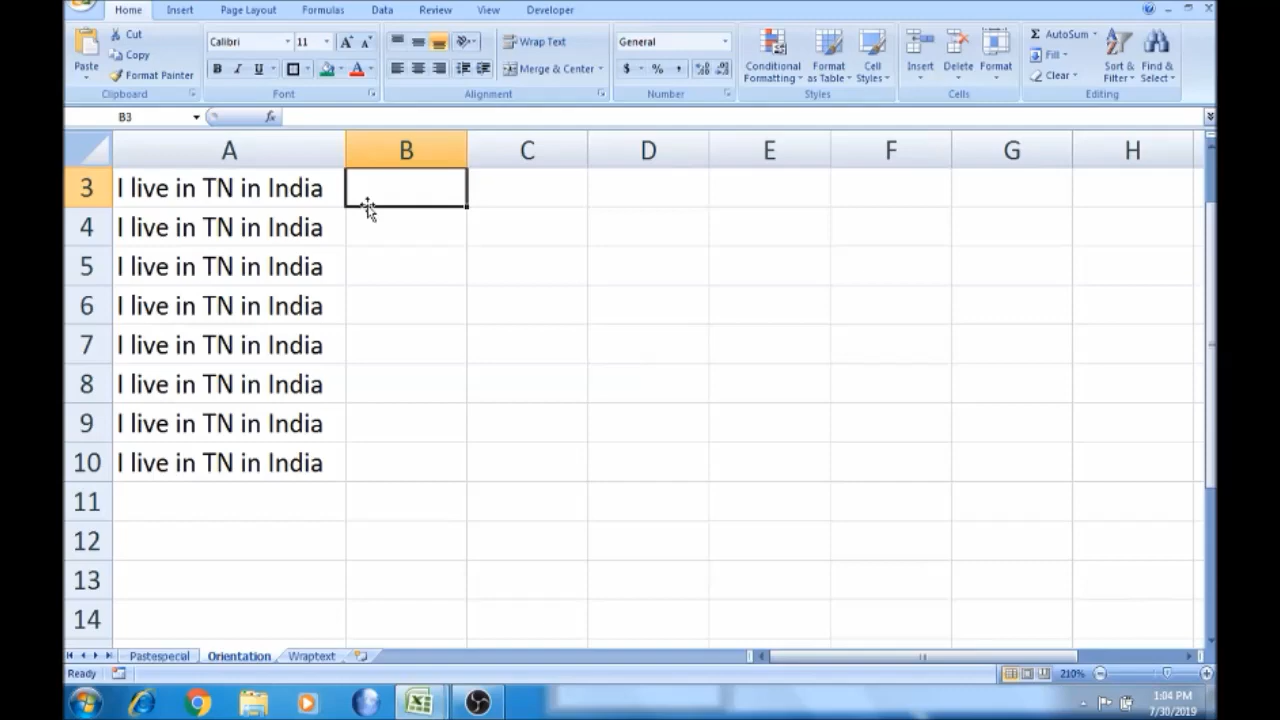 Home Insert Page Layout Formulas Data Review View Developer
Paste Cut Copy Format Painter Clipboard
Calibri 11 A A B I U A Font
Wrap Text Merge & Center Alignment
General $ % , Number
Conditional Formatting Format as Table Cell Styles Styles
Insert Delete Format Cells
Σ AutoSum Fill Clear Sort & Filter Find & Select Editing
B3 fx
A B C D E F G H
3 I live in TN in India
4 I live in TN in India
5 I live in TN in India
6 I live in TN in India
7 I live in TN in India
8 I live in TN in India
9 I live in TN in India
10 I live in TN in India
11
12
13
14
Pastespecial Orientation Wraptext
Ready 210%
1:04 PM
7/30/2019